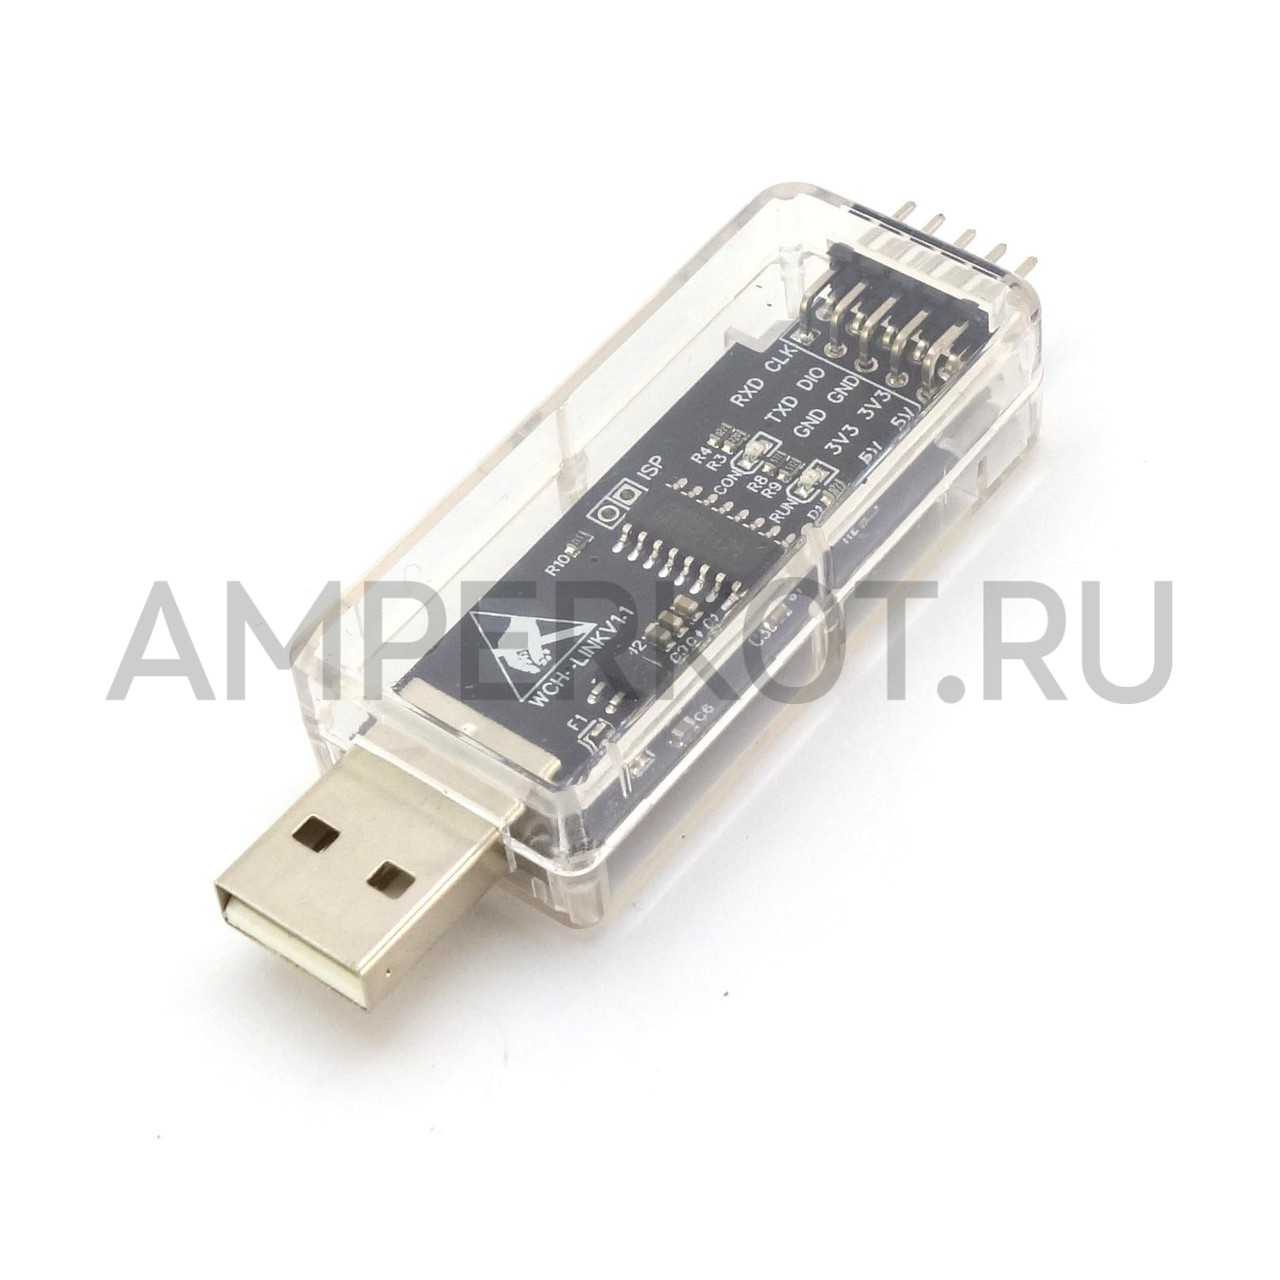 RXD CLK
TXD DIO
GND GND
3V3 3V3
5V 5V
R4
R3
CON
R8
R9
RUN
ISP
R10
AMPERKOT.RU
WCH-LINKV1.1
F1
C6